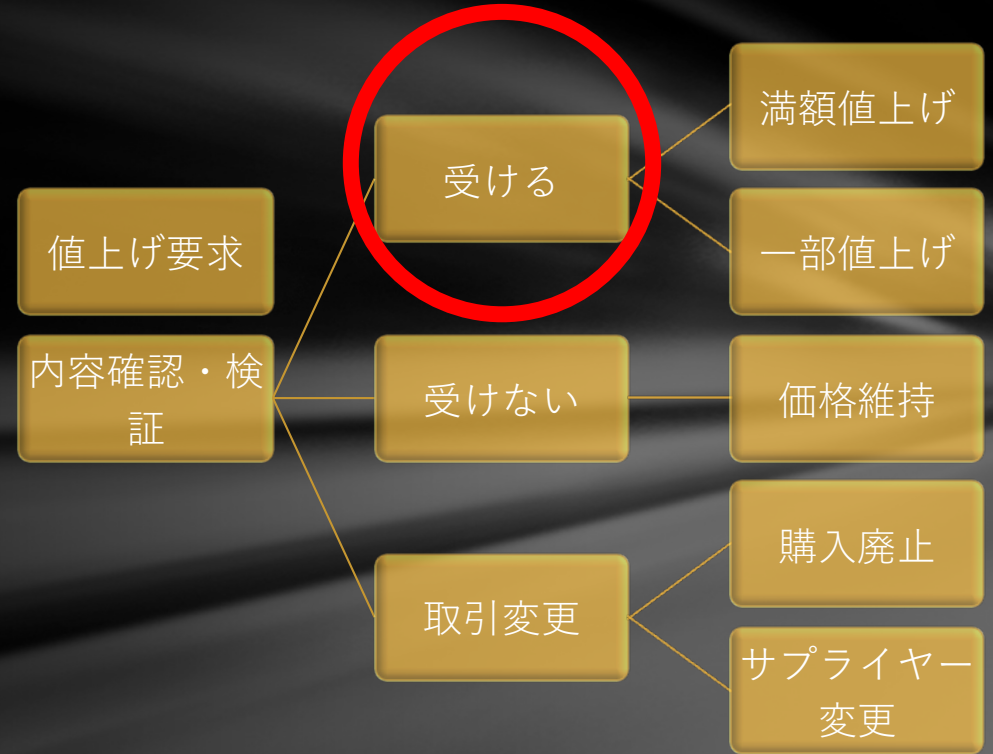 値上げ要求
内容確認・検
証
受ける
満額値上げ
一部値上げ
受けない
価格維持
取引変更
購入廃止
サプライヤー
変更